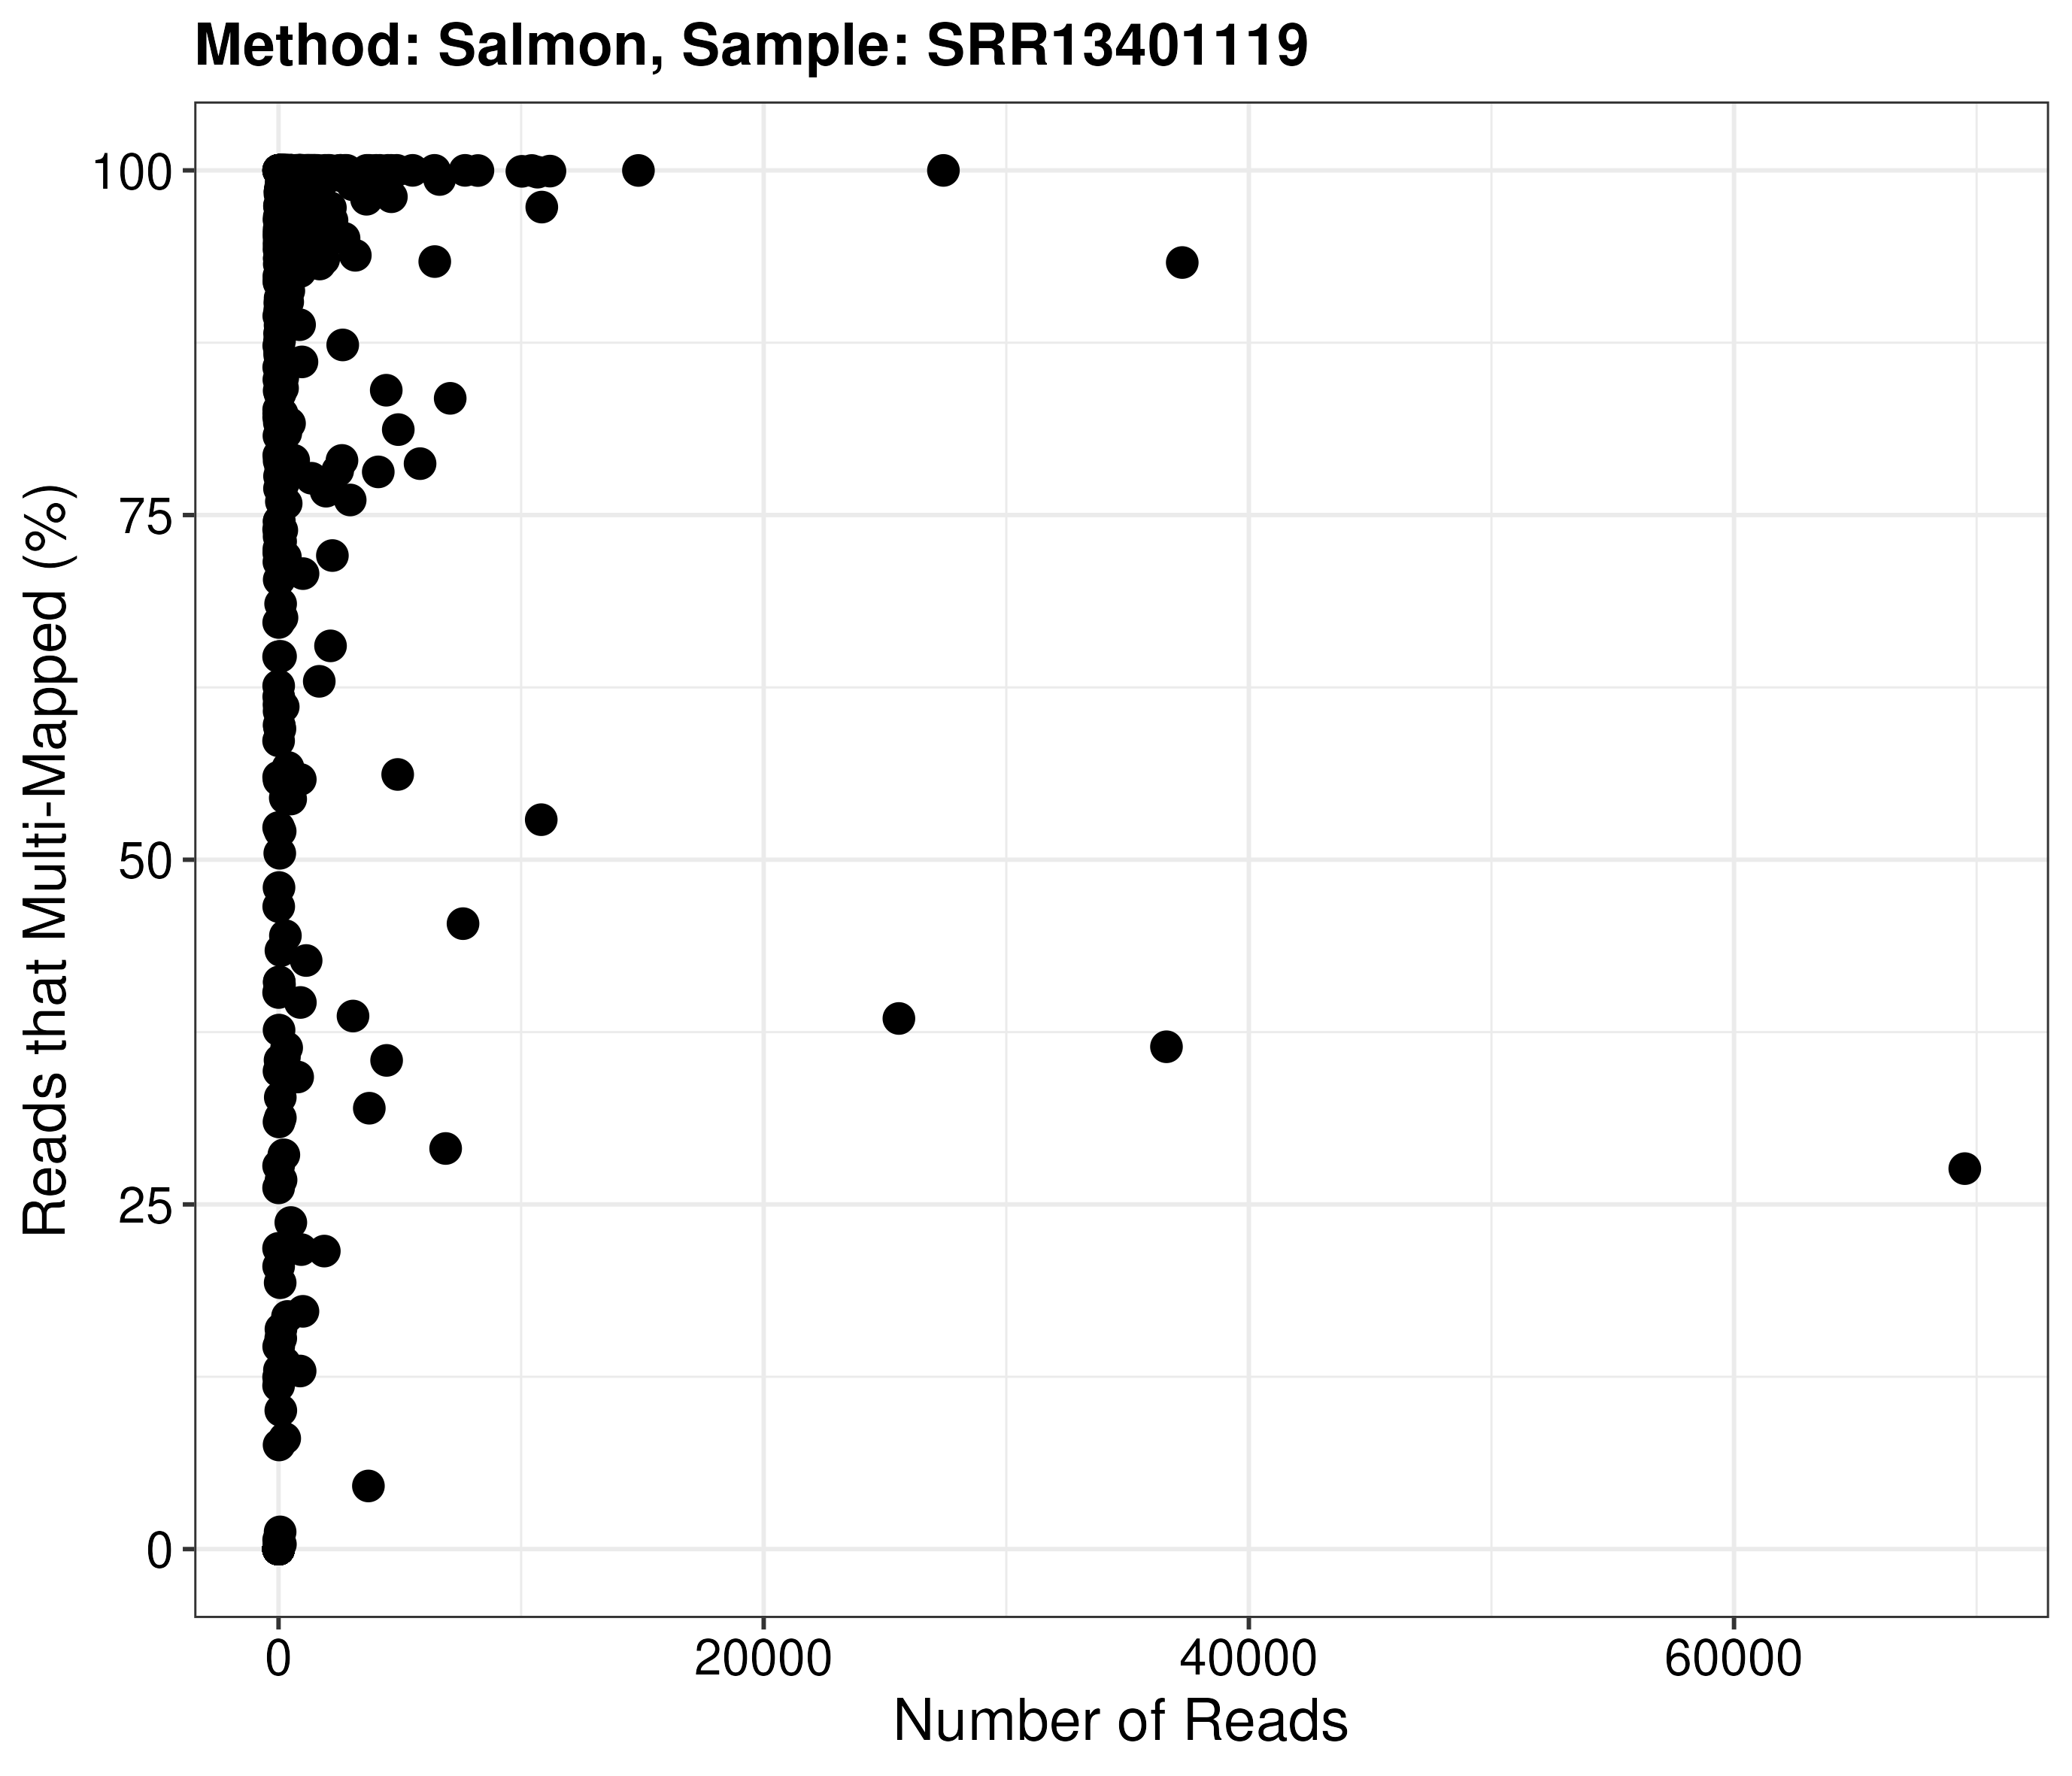 Method: Salmon, Sample: SRR13401119
Reads that Multi-Mapped (%)
100
75
50
25
0
0 20000 40000 60000
Number of Reads